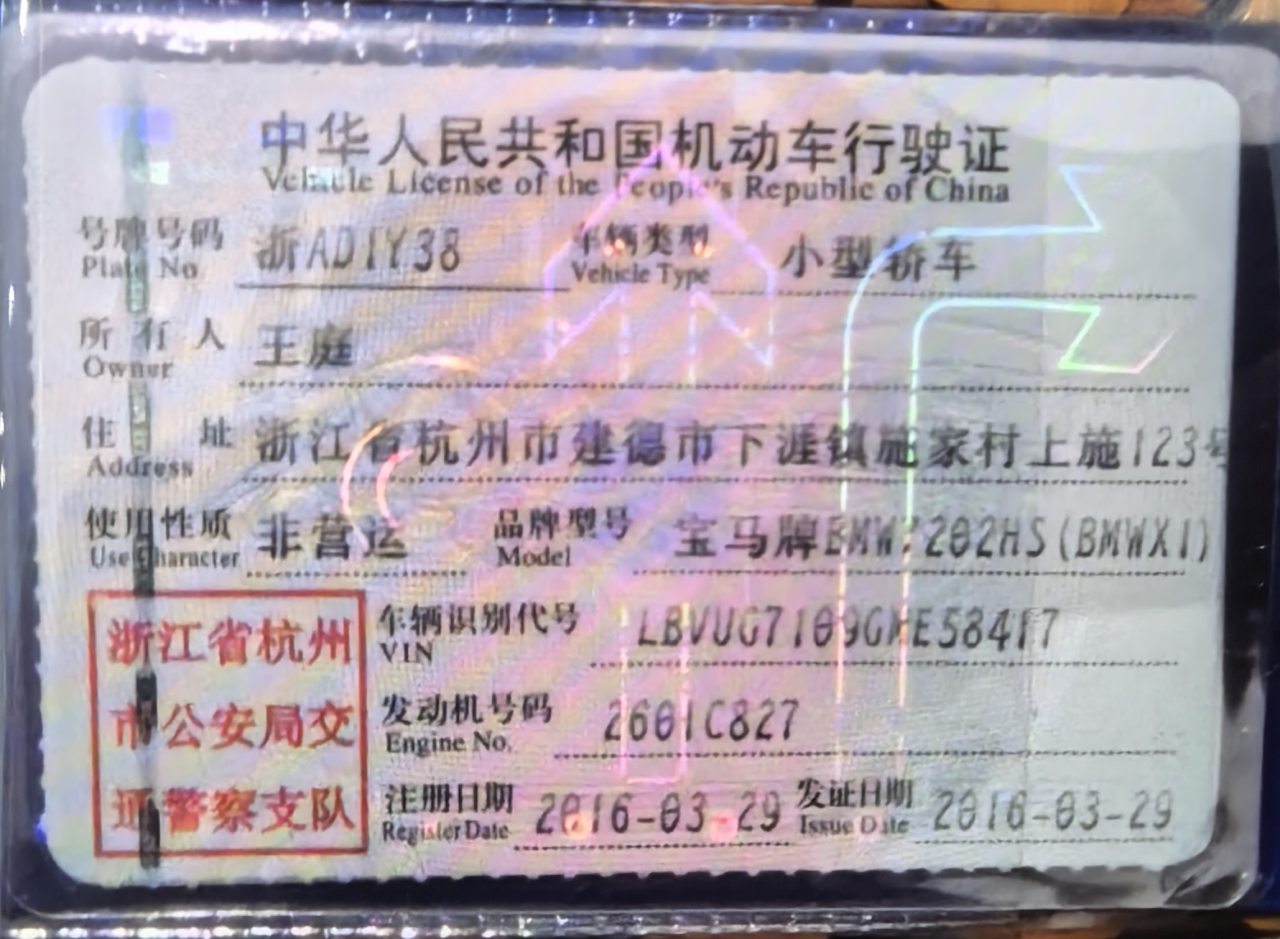 中华人民共和国机动车行驶证
Vehicle License of the People's Republic of China
号牌号码 浙AD1Y38 车辆类型 小型轿车
Plate No. Vehicle Type
所有人 王庭
Owner
住址 浙江省杭州市建德市下涯镇施家村上施123号
Address
使用性质 非营运 品牌型号 宝马牌BMW7202HS(BMWX1)
Use Character Model
浙江省杭州
市公安局交
通警察支队
车辆识别代号
VIN
发动机号码 2601C827
Engine No.
注册日期 2016-03-29 发证日期 2016-03-29
Register Date Issue Date